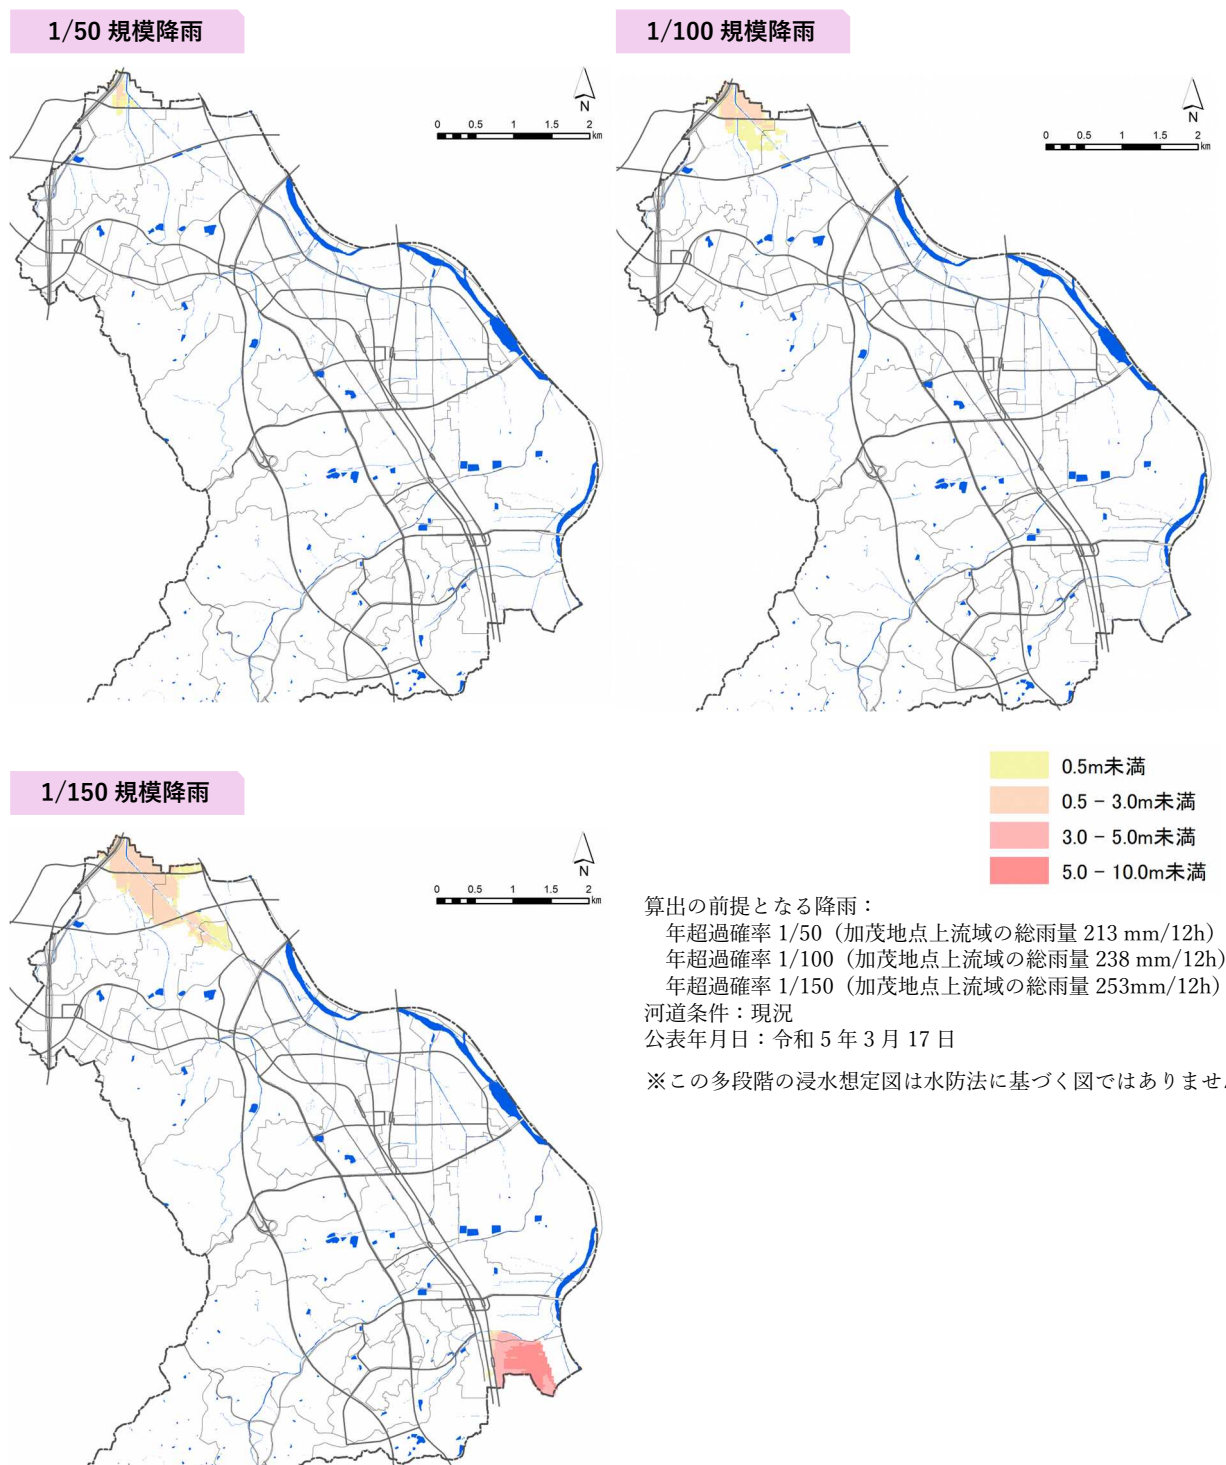 1/50 規模降雨
1/100 規模降雨
N
0 0.5 1 1.5 2
km
N
0 0.5 1 1.5 2
km
1/150 規模降雨
N
0 0.5 1 1.5 2
km
0.5m未満
0.5 − 3.0m未満
3.0 − 5.0m未満
5.0 − 10.0m未満
算出の前提となる降雨：
年超過確率 1/50（加茂地点上流域の総雨量 213 mm/12h）
年超過確率 1/100（加茂地点上流域の総雨量 238 mm/12h）
年超過確率 1/150（加茂地点上流域の総雨量 253mm/12h）
河道条件：現況
公表年月日：令和 5 年 3 月 17 日
※この多段階の浸水想定図は水防法に基づく図ではありませ